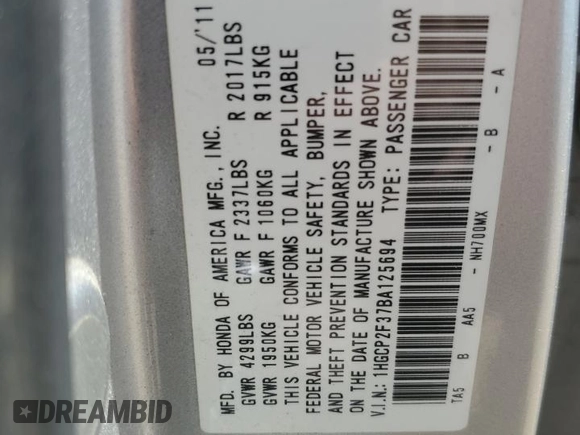 MFD. BY HONDA OF AMERICA MFG., INC. 05/'11
GVWR 4299LBS GAWR F 2337LBS R 2017LBS
GVWR 1950KG GAWR F 1060KG R 915KG
THIS VEHICLE CONFORMS TO ALL APPLICABLE
FEDERAL MOTOR VEHICLE SAFETY, BUMPER,
AND THEFT PREVENTION STANDARDS IN EFFECT
ON THE DATE OF MANUFACTURE SHOWN ABOVE.
V.I.N.: 1HGCP2F37BA125694 TYPE: PASSENGER CAR
TA5 B AA5 - NH700MX - B - A
DREAMBID